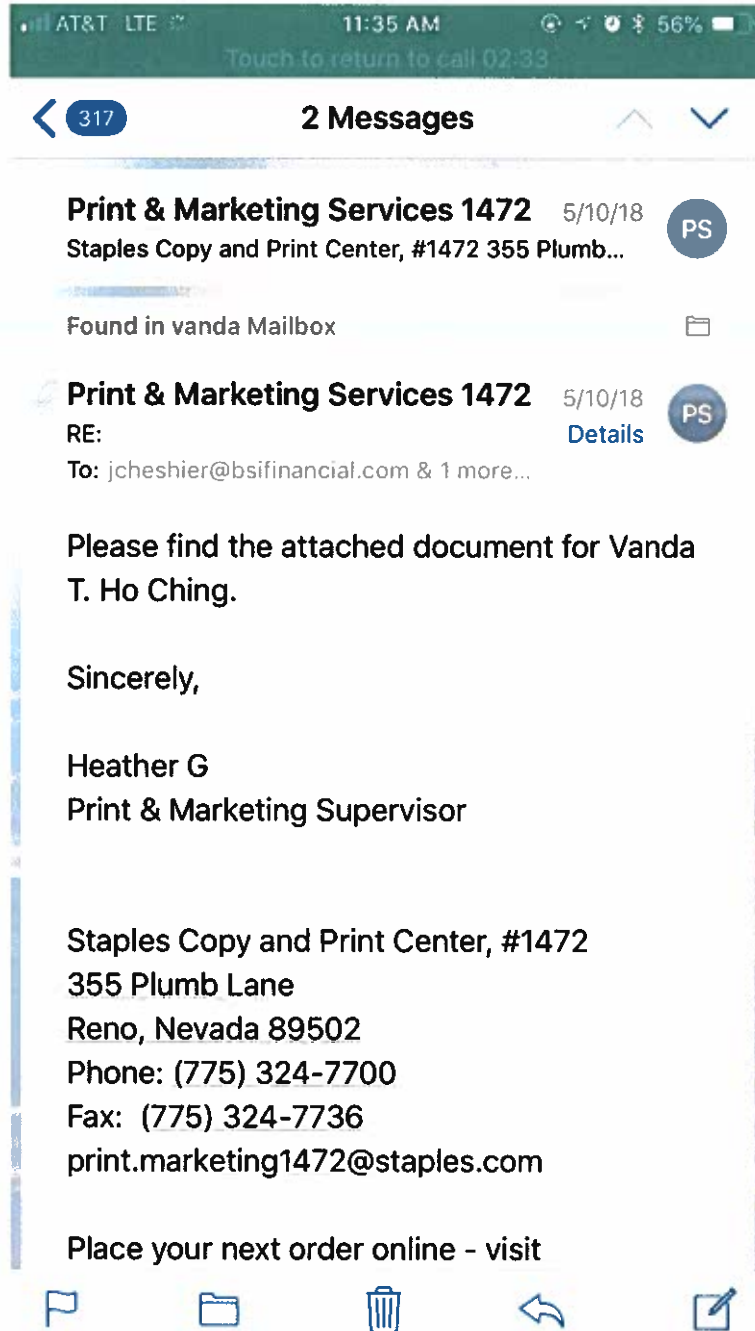 AT&T LTE 11:35 AM 56%
Touch to return to call 02:33
317 2 Messages
Print & Marketing Services 1472 5/10/18
PS
Staples Copy and Print Center, #1472 355 Plumb...
Found in vanda Mailbox
Print & Marketing Services 1472 5/10/18
PS
RE: Details
To: jcheshier@bsifinancial.com & 1 more...
Please find the attached document for Vanda
T. Ho Ching.
Sincerely,
Heather G
Print & Marketing Supervisor
Staples Copy and Print Center, #1472
355 Plumb Lane
Reno, Nevada 89502
Phone: (775) 324-7700
Fax: (775) 324-7736
print.marketing1472@staples.com
Place your next order online - visit